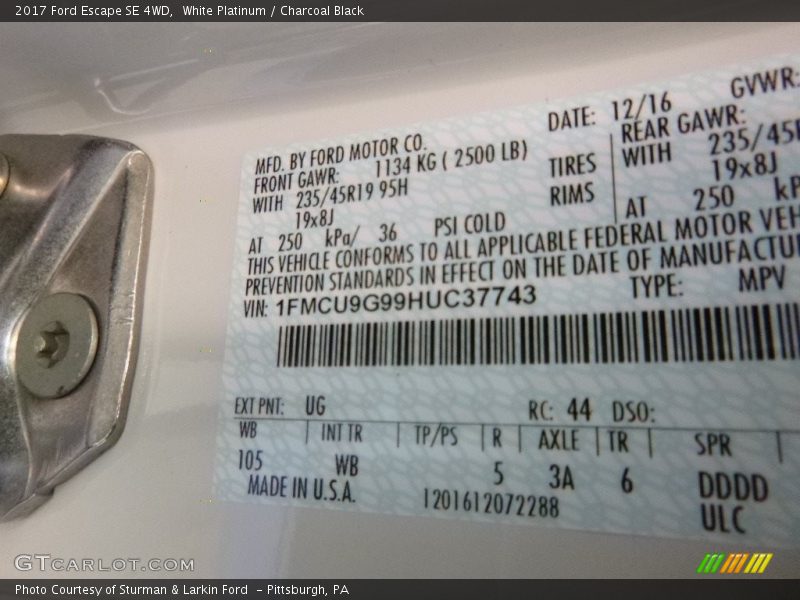 2017 Ford Escape SE 4WD, White Platinum / Charcoal Black
MFD. BY FORD MOTOR CO. DATE: 12/16 GVWR:
FRONT GAWR: 1134 KG ( 2500 LB) REAR GAWR:
WITH 235/45R19 95H TIRES WITH 235/45
19x8J RIMS 19x8J
AT 250 kPa/ 36 PSI COLD AT 250
THIS VEHICLE CONFORMS TO ALL APPLICABLE FEDERAL MOTOR
PREVENTION STANDARDS IN EFFECT ON THE DATE OF
VIN: 1FMCU9G99HUC37743 TYPE: MPV
EXT PNT: UG RC: 44 DSO:
WB INT TR TP/PS R AXLE TR SPR
105 WB 5 3A 6 DDDD
MADE IN U.S.A. 1201612072288 ULC
GTCARLOT.COM
Photo Courtesy of Sturman & Larkin Ford - Pittsburgh, PA